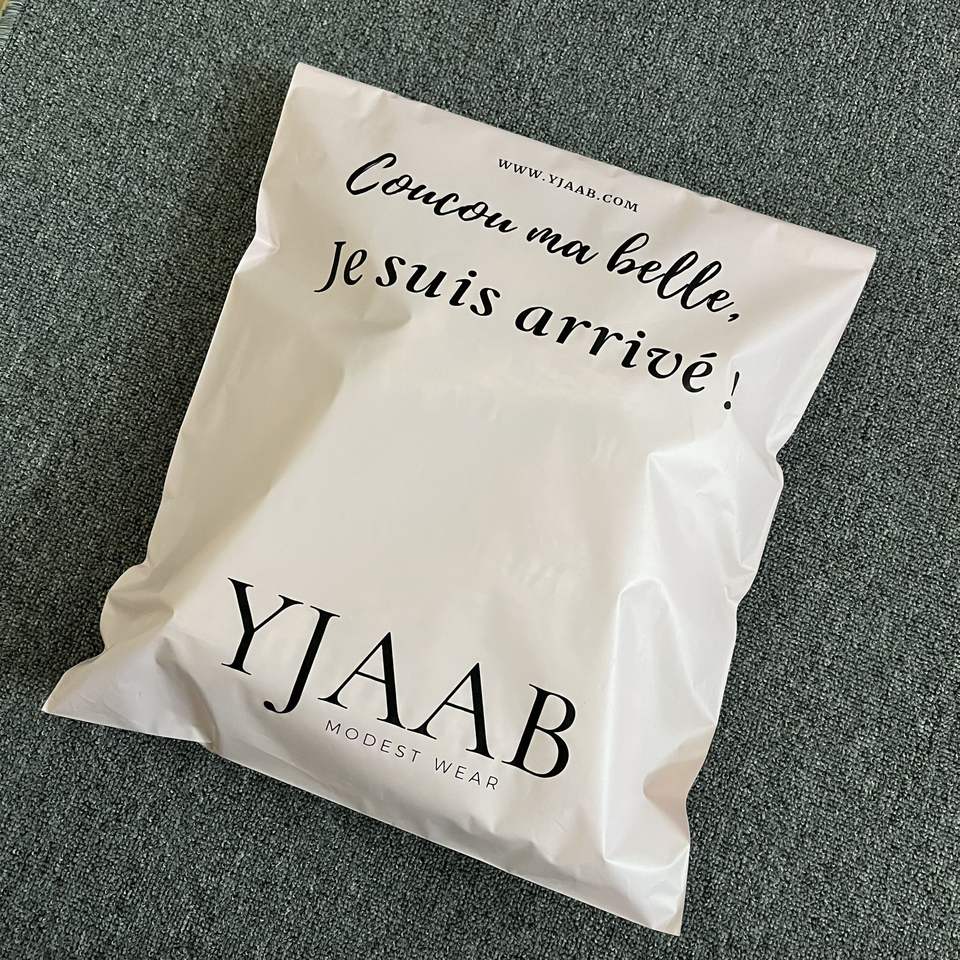 WWW.YJAAB.COM
Coucou ma belle,
Je suis arrivé !
YJAAB
MODEST WEAR